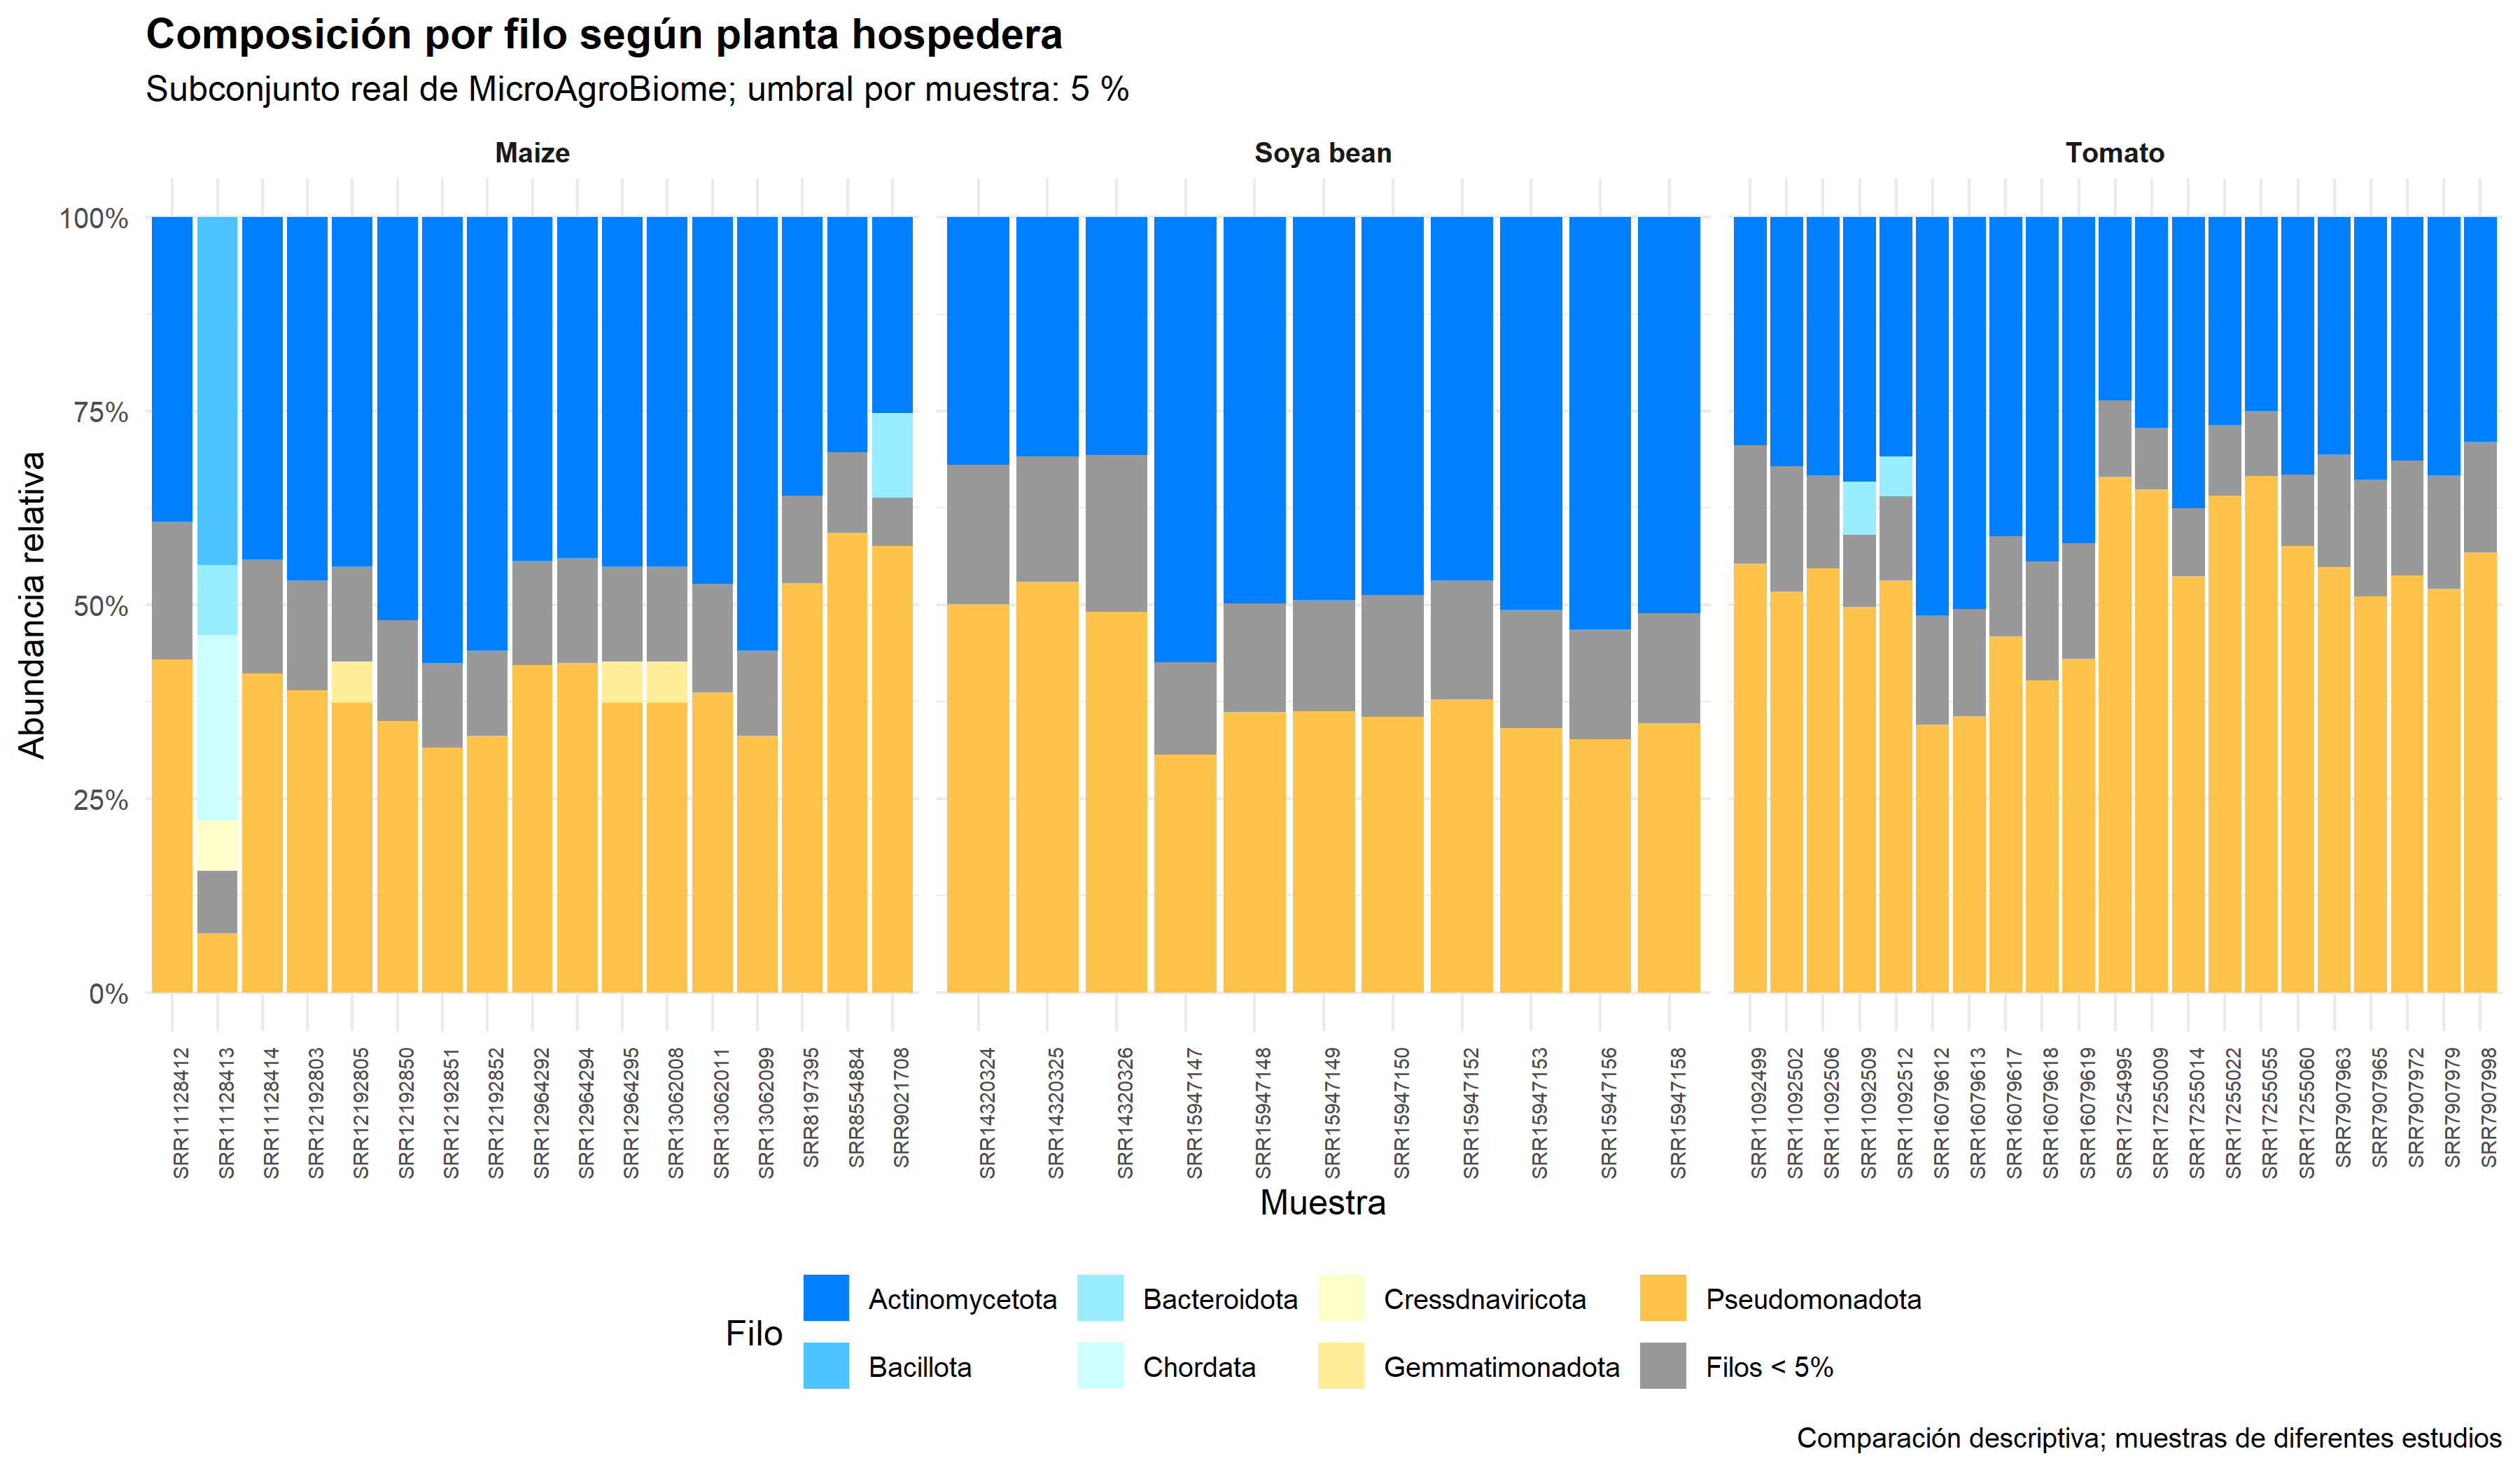 Composición por filo según planta hospedera
Subconjunto real de MicroAgroBiome; umbral por muestra: 5 %
Maize
Soya bean
Tomato
Abundancia relativa
100%
75%
50%
25%
0%
SRR11128412
SRR11128413
SRR11128414
SRR12192803
SRR12192805
SRR12192850
SRR12192851
SRR12192852
SRR12964292
SRR12964294
SRR12964295
SRR13062008
SRR13062011
SRR13062099
SRR8197395
SRR8554884
SRR9021708
SRR14320324
SRR14320325
SRR14320326
SRR15947147
SRR15947148
SRR15947149
SRR15947150
SRR15947152
SRR15947153
SRR15947156
SRR15947158
SRR11092499
SRR11092502
SRR11092506
SRR11092509
SRR11092512
SRR16079612
SRR16079613
SRR16079617
SRR16079618
SRR16079619
SRR17254995
SRR17255009
SRR17255014
SRR17255022
SRR17255055
SRR17255060
SRR7907963
SRR7907965
SRR7907972
SRR7907979
SRR7907998
Muestra
Filo
Actinomycetota
Bacteroidota
Cressdnaviricota
Pseudomonadota
Bacillota
Chordata
Gemmatimonadota
Filos < 5%
Comparación descriptiva; muestras de diferentes estudios